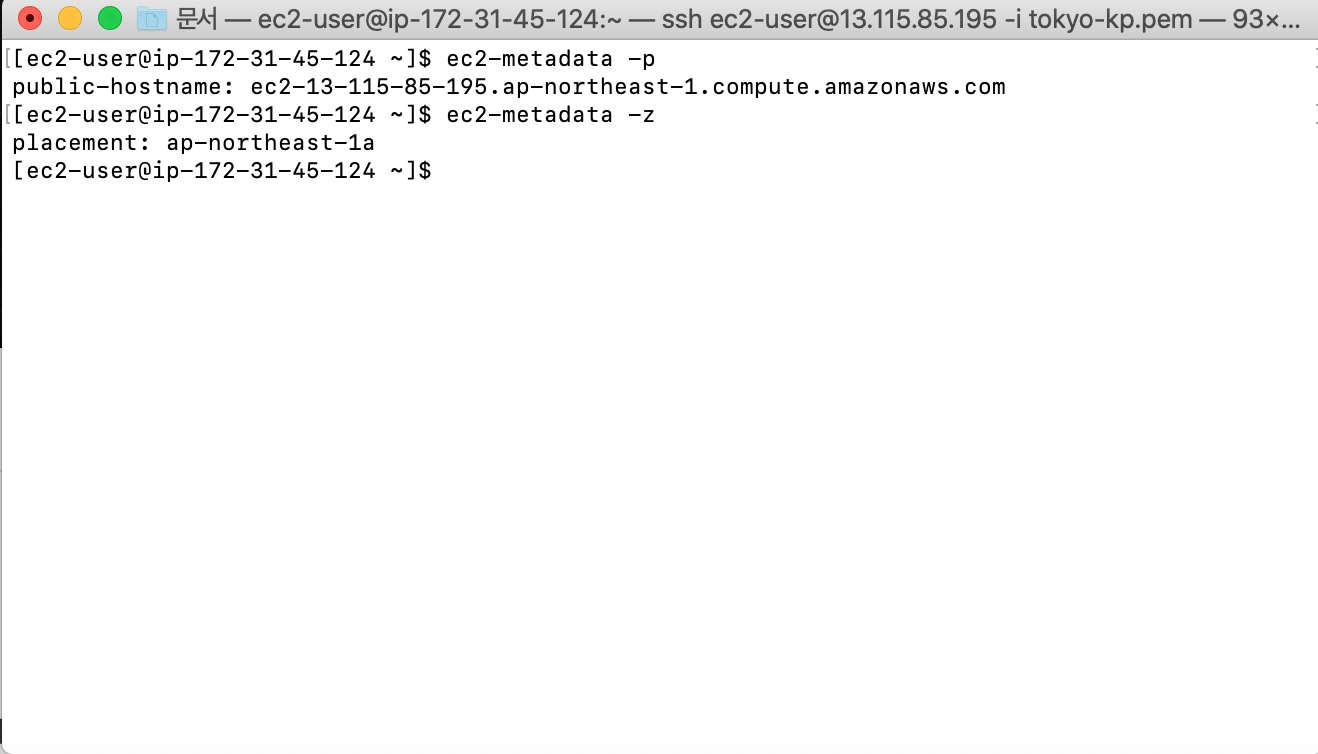 문서 — ec2-user@ip-172-31-45-124:~ — ssh ec2-user@13.115.85.195 -i tokyo-kp.pem — 93×...
[[ec2-user@ip-172-31-45-124 ~]$ ec2-metadata -p
public-hostname: ec2-13-115-85-195.ap-northeast-1.compute.amazonaws.com
[[ec2-user@ip-172-31-45-124 ~]$ ec2-metadata -z
placement: ap-northeast-1a
[ec2-user@ip-172-31-45-124 ~]$